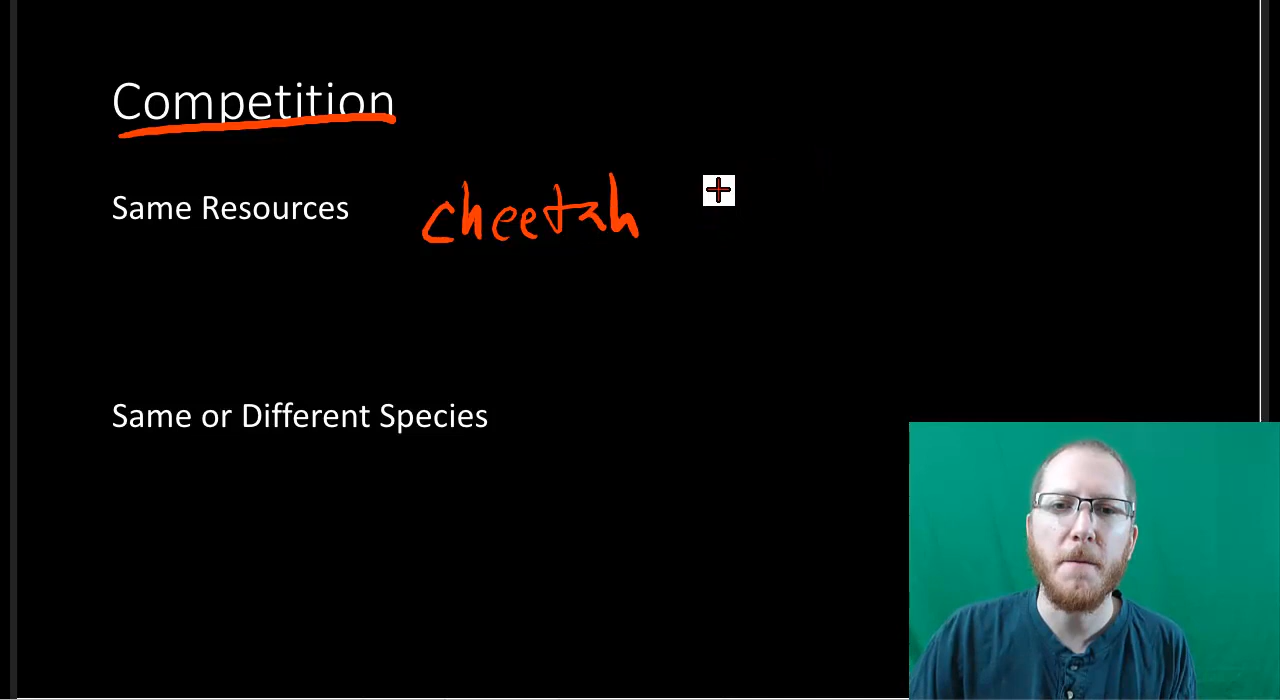 Competition
Same Resources cheetah
Same or Different Species